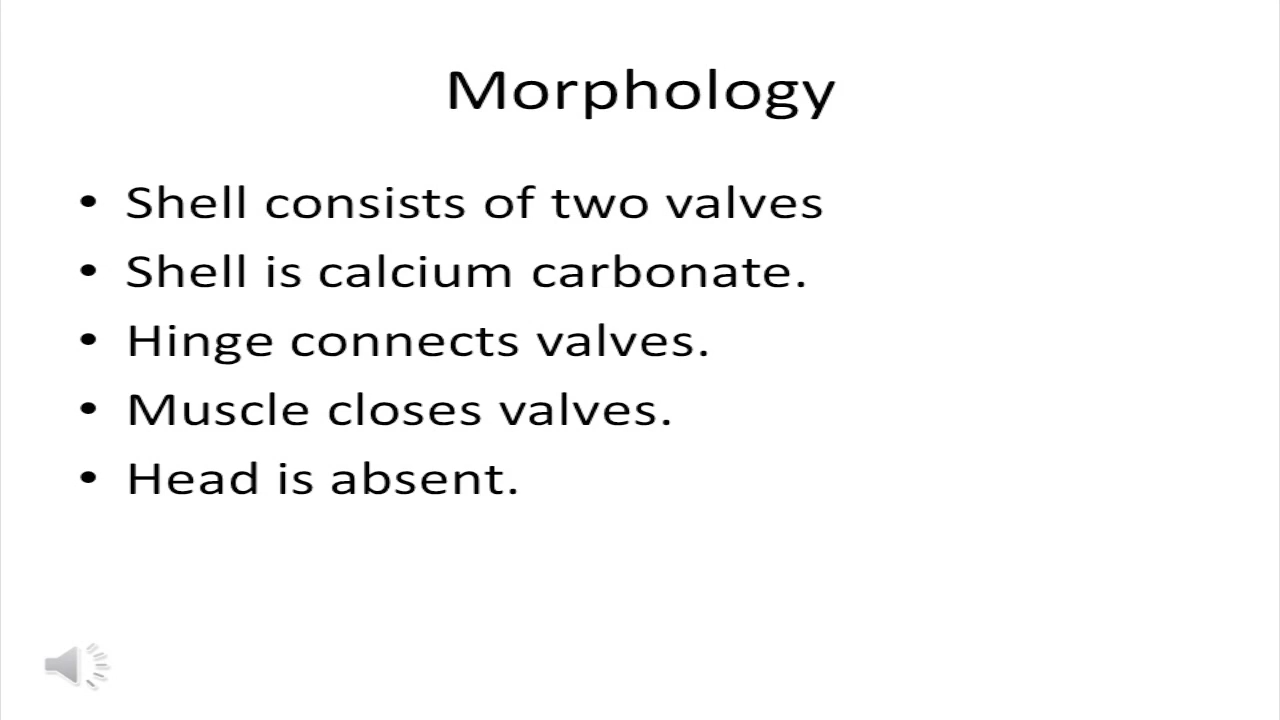 Morphology
• Shell consists of two valves
• Shell is calcium carbonate.
• Hinge connects valves.
• Muscle closes valves.
• Head is absent.